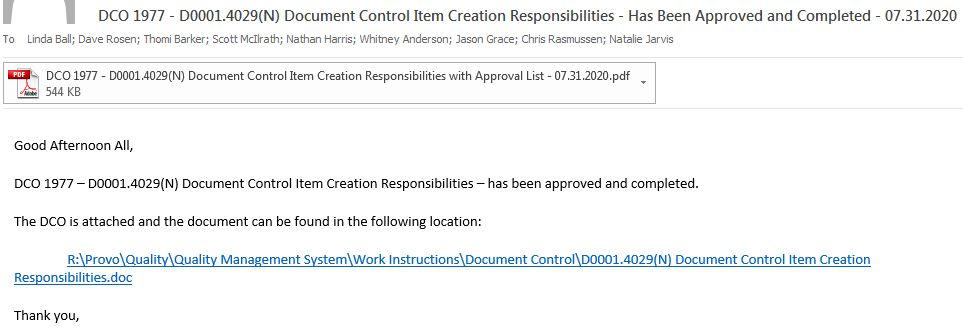 DCO 1977 - D0001.4029(N) Document Control Item Creation Responsibilities - Has Been Approved and Completed - 07.31.2020
To Linda Ball; Dave Rosen; Thomi Barker; Scott McIlrath; Nathan Harris; Whitney Anderson; Jason Grace; Chris Rasmussen; Natalie Jarvis
PDF Adobe DCO 1977 - D0001.4029(N) Document Control Item Creation Responsibilities with Approval List - 07.31.2020.pdf
544 KB
Good Afternoon All,
DCO 1977 – D0001.4029(N) Document Control Item Creation Responsibilities – has been approved and completed.
The DCO is attached and the document can be found in the following location:
R:\Provo\Quality\Quality Management System\Work Instructions\Document Control\D0001.4029(N) Document Control Item Creation
Responsibilities.doc
Thank you,